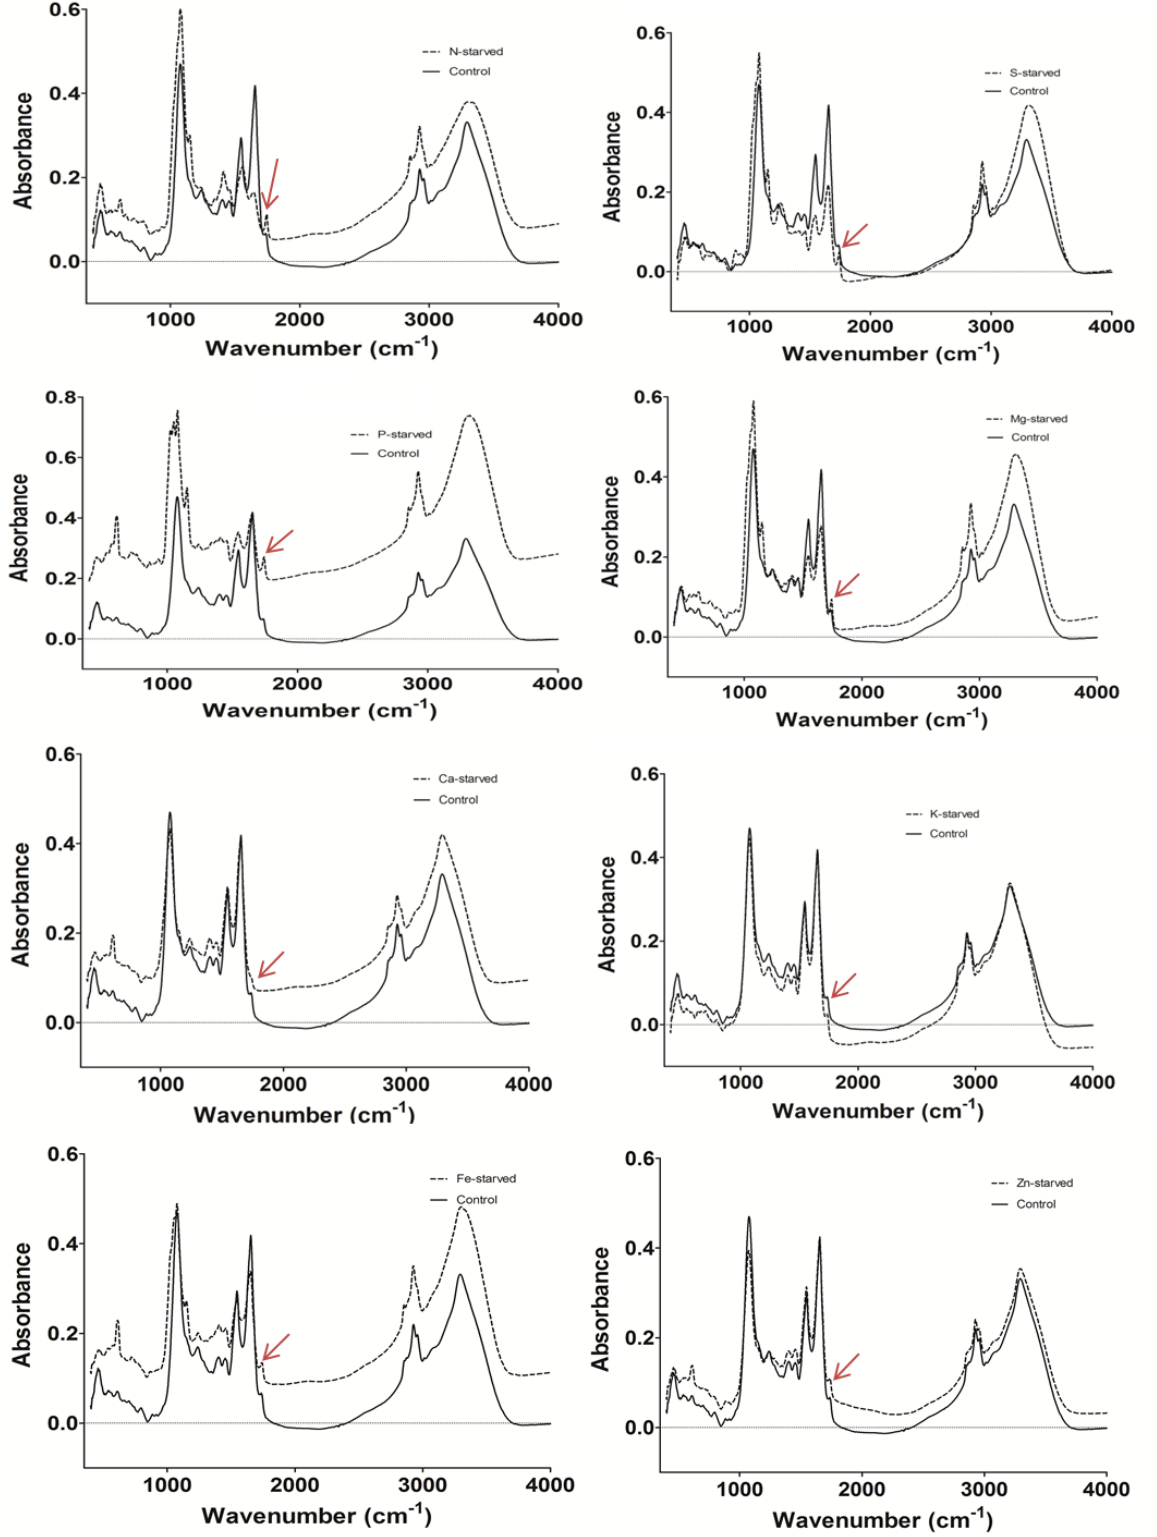 0.6
0.4
0.2
0.0
Absorbance
N-starved
Control
1000 2000 3000 4000
Wavenumber (cm-1)
0.6
0.4
0.2
0.0
Absorbance
S-starved
Control
1000 2000 3000 4000
Wavenumber (cm-1)
0.8
0.6
0.4
0.2
0.0
Absorbance
P-starved
Control
1000 2000 3000 4000
Wavenumber (cm-1)
0.6
0.4
0.2
0.0
Absorbance
Mg-starved
Control
1000 2000 3000 4000
Wavenumber (cm-1)
0.6
0.4
0.2
0.0
Absorbance
Ca-starved
Control
1000 2000 3000 4000
Wavenumber (cm-1)
0.6
0.4
0.2
0.0
Absorbance
K-starved
Control
1000 2000 3000 4000
Wavenumber (cm-1)
0.6
0.4
0.2
0.0
Absorbance
Fe-starved
Control
1000 2000 3000 4000
Wavenumber (cm-1)
0.6
0.4
0.2
0.0
Absorbance
Zn-starved
Control
1000 2000 3000 4000
Wavenumber (cm-1)